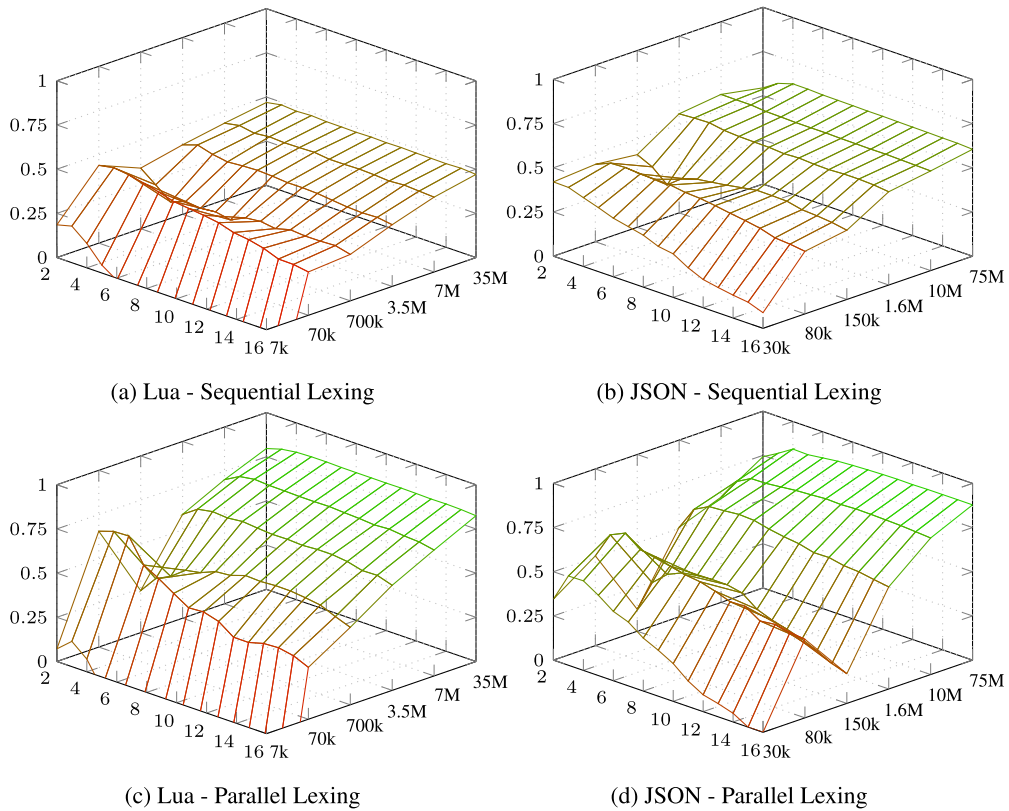 1
0.75
0.5
0.25
0
2
4
6
8
10
12
14
16
7k
70k
700k
3.5M
7M
35M
(a) Lua - Sequential Lexing
1
0.75
0.5
0.25
0
2
4
6
8
10
12
14
16
30k
80k
150k
1.6M
10M
75M
(b) JSON - Sequential Lexing
1
0.75
0.5
0.25
0
2
4
6
8
10
12
14
16
7k
70k
700k
3.5M
7M
35M
(c) Lua - Parallel Lexing
1
0.75
0.5
0.25
0
2
4
6
8
10
12
14
16
30k
80k
150k
1.6M
10M
75M
(d) JSON - Parallel Lexing